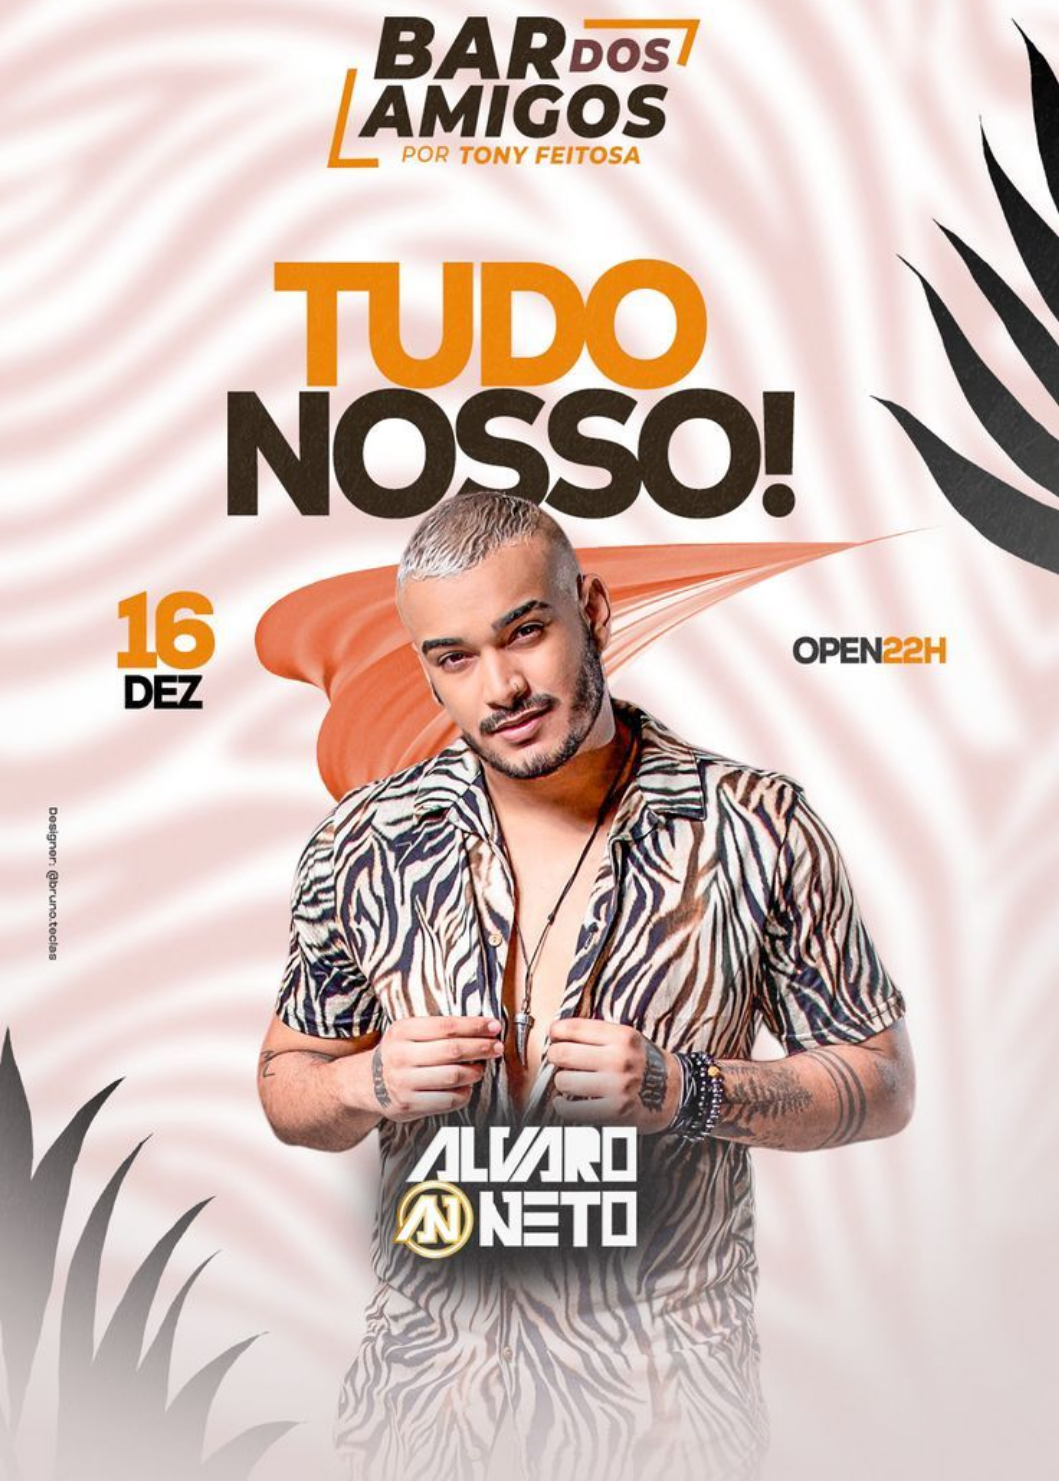 BAR DOS
AMIGOS
POR TONY FEITOSA
TUDO
NOSSO!
16
DEZ
OPEN22H
Designer: @bruno.teclas
ALVARO
AN NETO